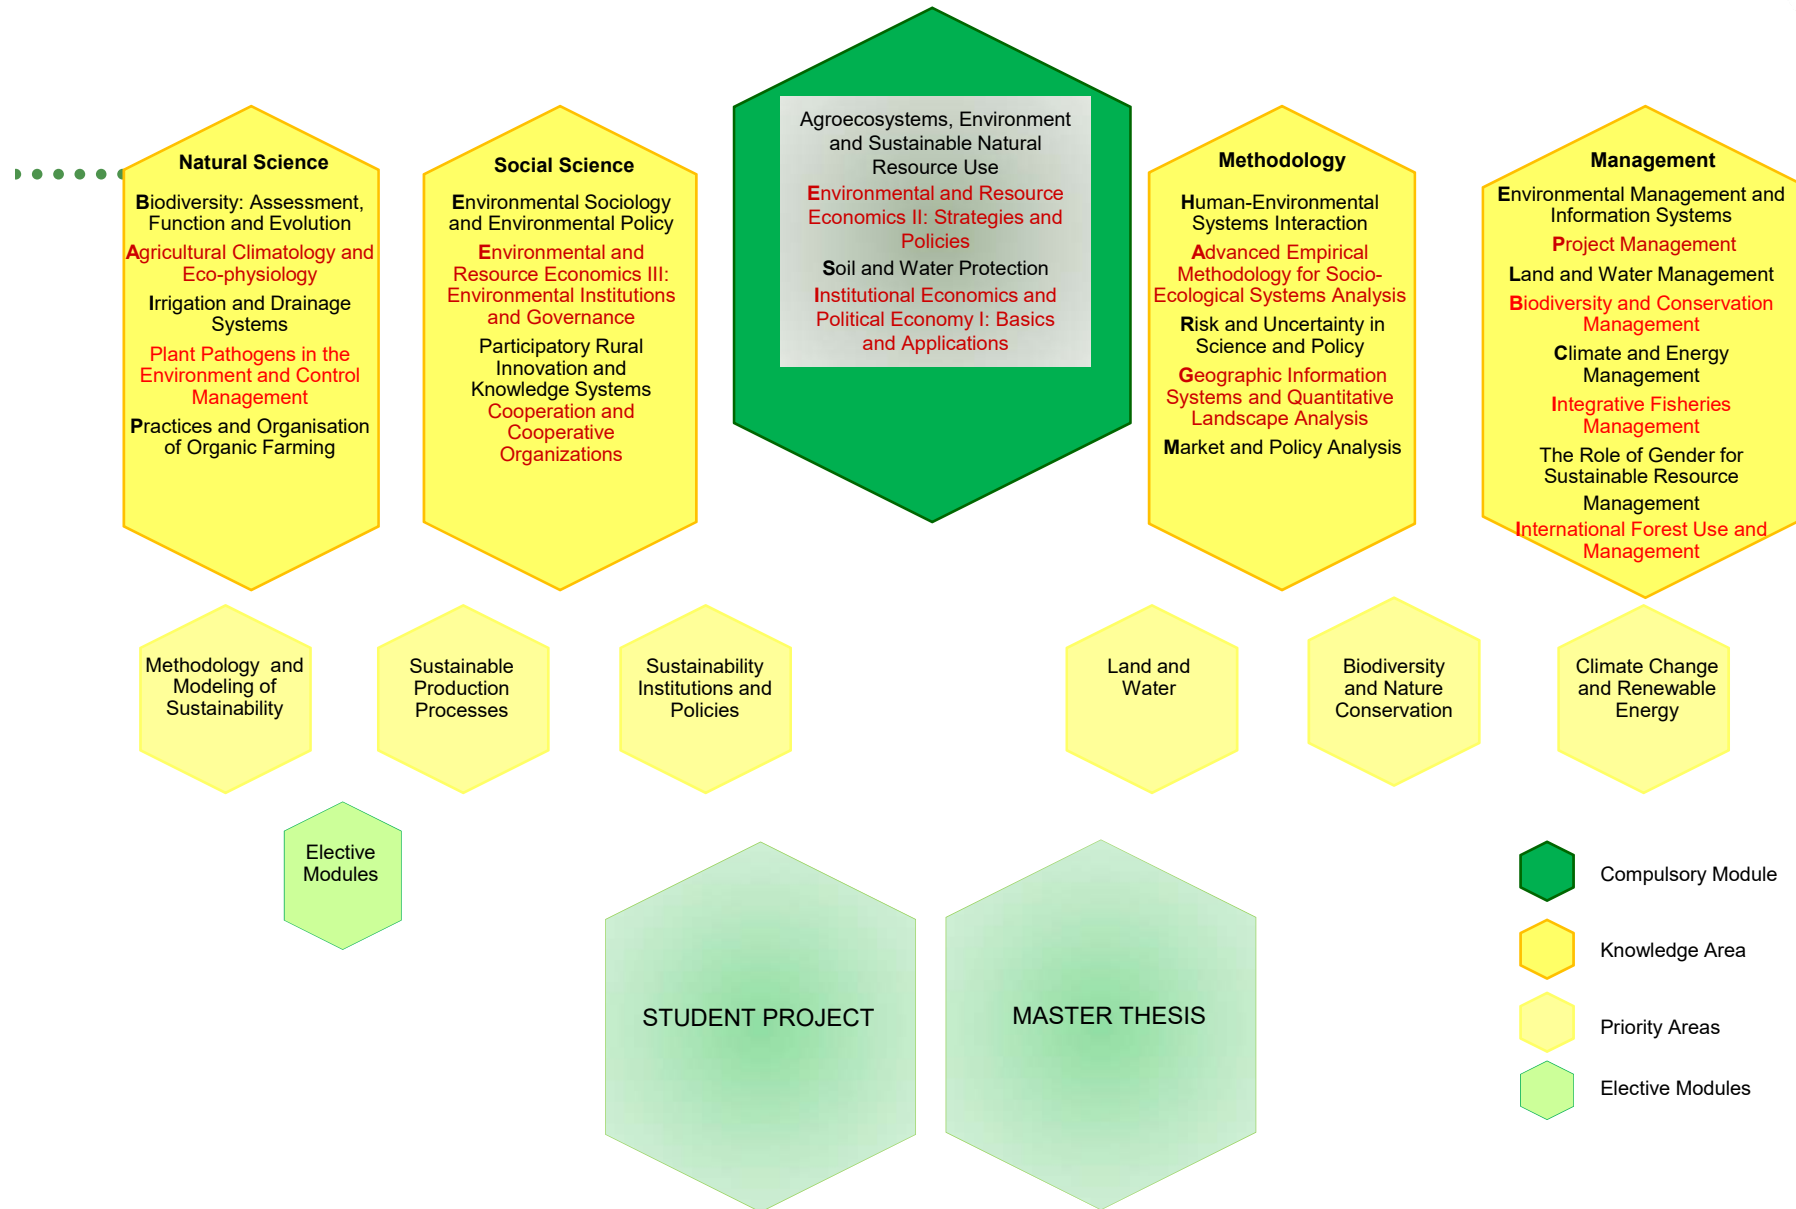 Natural Science
Biodiversity: Assessment,
Function and Evolution
Agricultural Climatology and
Eco-physiology
Irrigation and Drainage
Systems
Plant Pathogens in the
Environment and Control
Management
Practices and Organisation
of Organic Farming
Social Science
Environmental Sociology
and Environmental Policy
Environmental and
Resource Economics III:
Environmental Institutions
and Governance
Participatory Rural
Innovation and
Knowledge Systems
Cooperation and
Cooperative
Organizations
Agroecosystems, Environment
and Sustainable Natural
Resource Use
Environmental and Resource
Economics II: Strategies and
Policies
Soil and Water Protection
Institutional Economics and
Political Economy I: Basics
and Applications
Methodology
Human-Environmental
Systems Interaction
Advanced Empirical
Methodology for Socio-
Ecological Systems Analysis
Risk and Uncertainty in
Science and Policy
Geographic Information
Systems and Quantitative
Landscape Analysis
Market and Policy Analysis
Management
Environmental Management and
Information Systems
Project Management
Land and Water Management
Biodiversity and Conservation
Management
Climate and Energy
Management
Integrative Fisheries
Management
The Role of Gender for
Sustainable Resource
Management
International Forest Use and
Management
Methodology and
Modeling of
Sustainability
Sustainable
Production
Processes
Sustainability
Institutions and
Policies
Land and
Water
Biodiversity
and Nature
Conservation
Climate Change
and Renewable
Energy
Elective
Modules
STUDENT PROJECT
MASTER THESIS
Compulsory Module
Knowledge Area
Priority Areas
Elective Modules